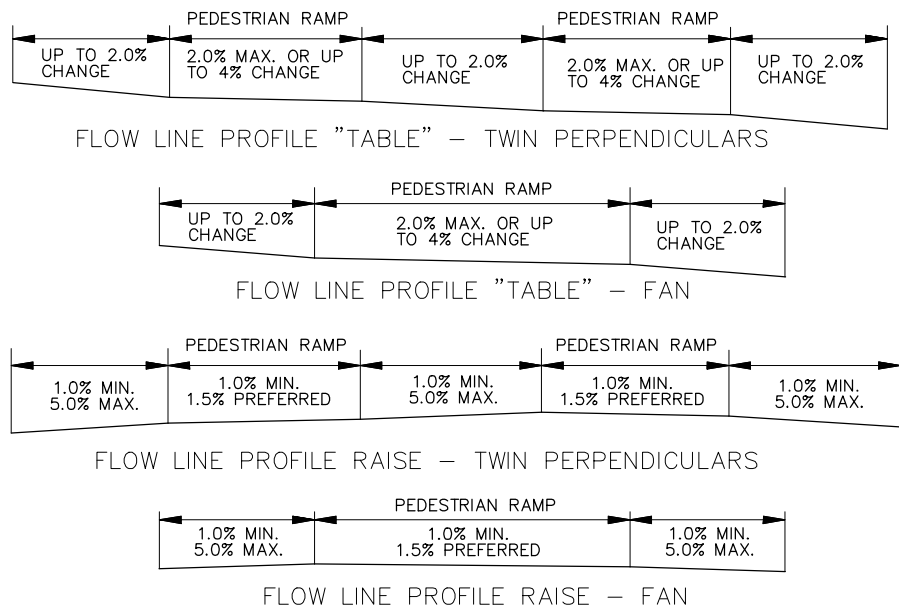 PEDESTRIAN RAMP PEDESTRIAN RAMP
UP TO 2.0%
CHANGE
2.0% MAX. OR UP
TO 4% CHANGE
UP TO 2.0%
CHANGE
2.0% MAX. OR UP
TO 4% CHANGE
UP TO 2.0%
CHANGE
FLOW LINE PROFILE "TABLE" – TWIN PERPENDICULARS
PEDESTRIAN RAMP
UP TO 2.0%
CHANGE
2.0% MAX. OR UP
TO 4% CHANGE
UP TO 2.0%
CHANGE
FLOW LINE PROFILE "TABLE" – FAN
PEDESTRIAN RAMP PEDESTRIAN RAMP
1.0% MIN.
5.0% MAX.
1.0% MIN.
1.5% PREFERRED
1.0% MIN.
5.0% MAX.
1.0% MIN.
1.5% PREFERRED
1.0% MIN.
5.0% MAX.
FLOW LINE PROFILE RAISE – TWIN PERPENDICULARS
PEDESTRIAN RAMP
1.0% MIN.
5.0% MAX.
1.0% MIN.
1.5% PREFERRED
1.0% MIN.
5.0% MAX.
FLOW LINE PROFILE RAISE – FAN